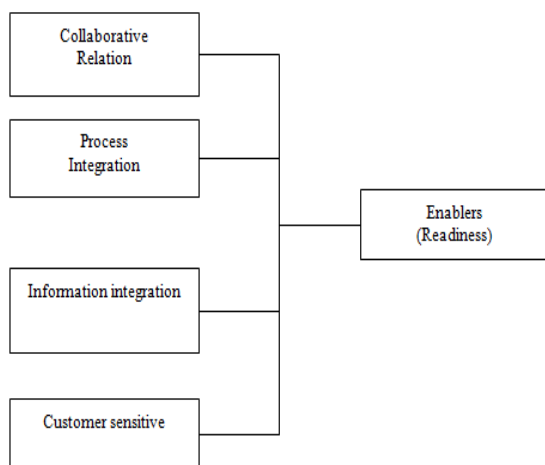 Collaborative
Relation
Process
Integration
Enablers
(Readiness)
Information integration
Customer sensitive